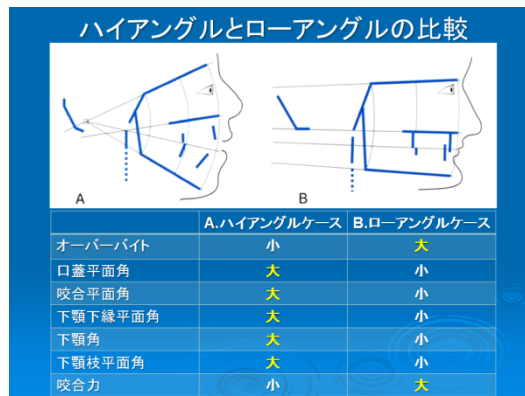 ハイアングルとローアングルの比較
A
B
A.ハイアングルケース B.ローアングルケース
オーバーバイト 小 大
口蓋平面角 大 小
咬合平面角 大 小
下顎下縁平面角 大 小
下顎角 大 小
下顎枝平面角 大 小
咬合力 小 大